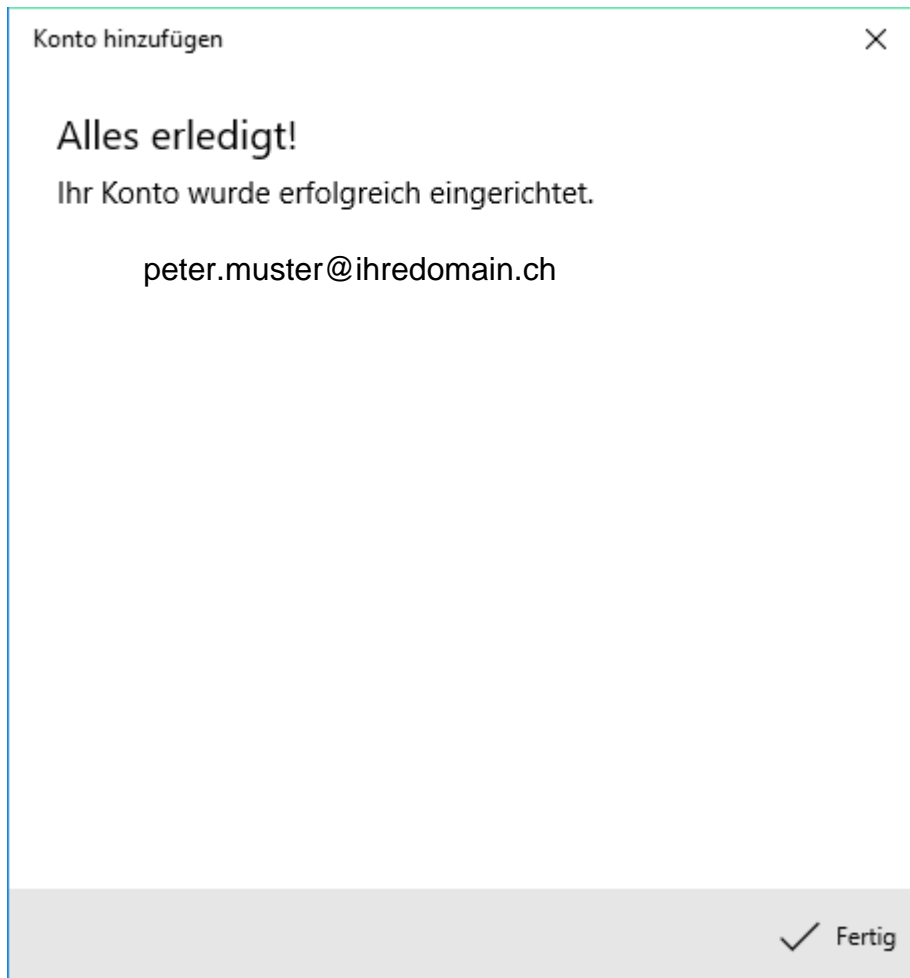 Konto hinzufügen
Alles erledigt!
Ihr Konto wurde erfolgreich eingerichtet.
peter.muster@ihredomain.ch
Fertig